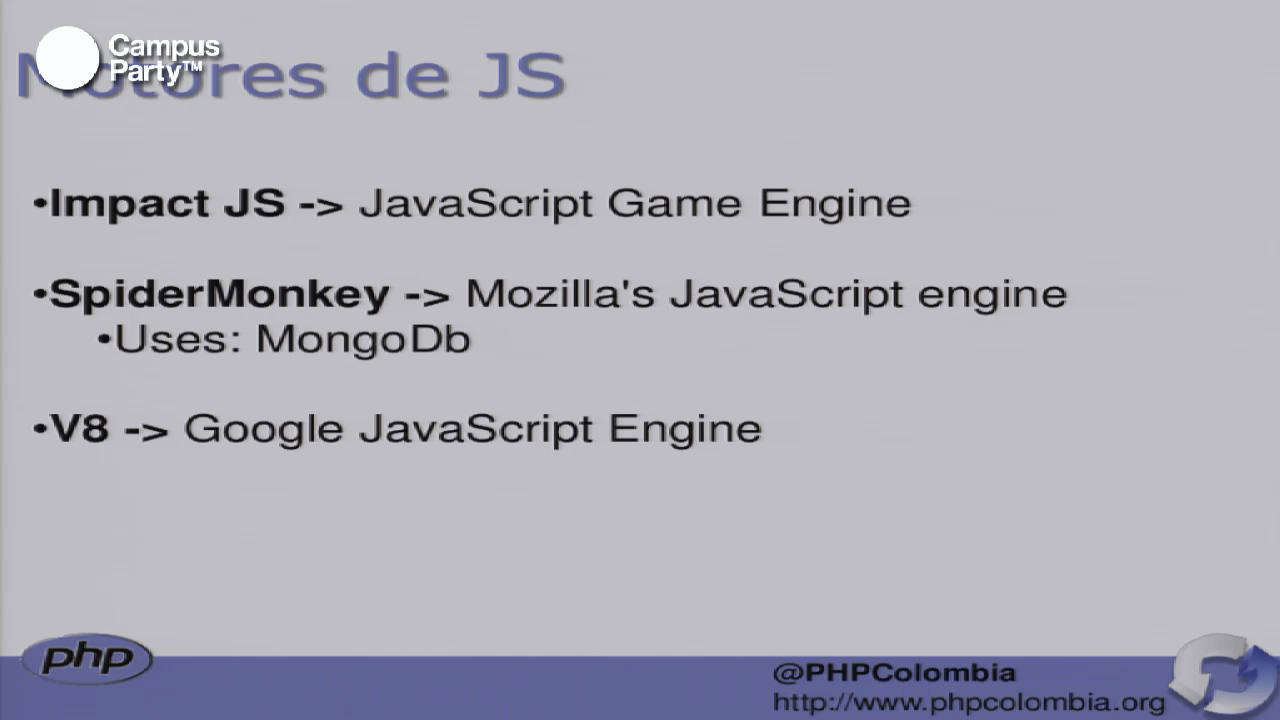 Campus
Party™
Motores de JS
•Impact JS -> JavaScript Game Engine
•SpiderMonkey -> Mozilla's JavaScript engine
•Uses: MongoDb
•V8 -> Google JavaScript Engine
php
@PHPColombia
http://www.phpcolombia.org